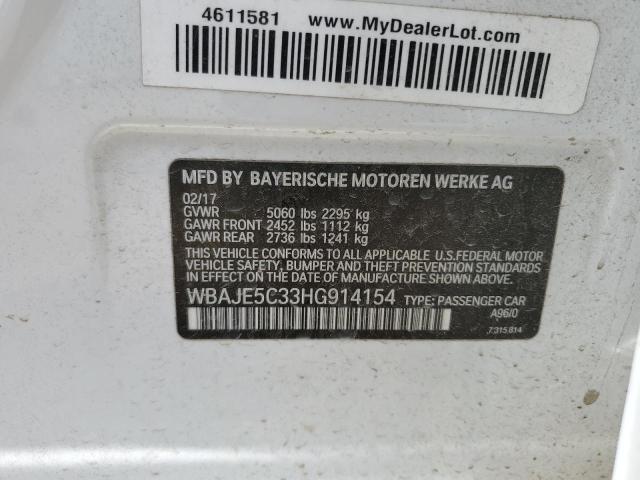 4611581 www.MyDealerLot.com
MFD BY BAYERISCHE MOTOREN WERKE AG
02/17
GVWR 5060 lbs 2295 kg
GAWR FRONT 2452 lbs 1112 kg
GAWR REAR 2736 lbs 1241 kg
THIS VEHICLE CONFORMS TO ALL APPLICABLE U.S.FEDERAL MOTOR
VEHICLE SAFETY, BUMPER AND THEFT PREVENTION STANDARDS
IN EFFECT ON THE DATE OF MANUFACTURE SHOWN ABOVE
WBAJE5C33HG914154 TYPE: PASSENGER CAR
A96/0
7 315 814